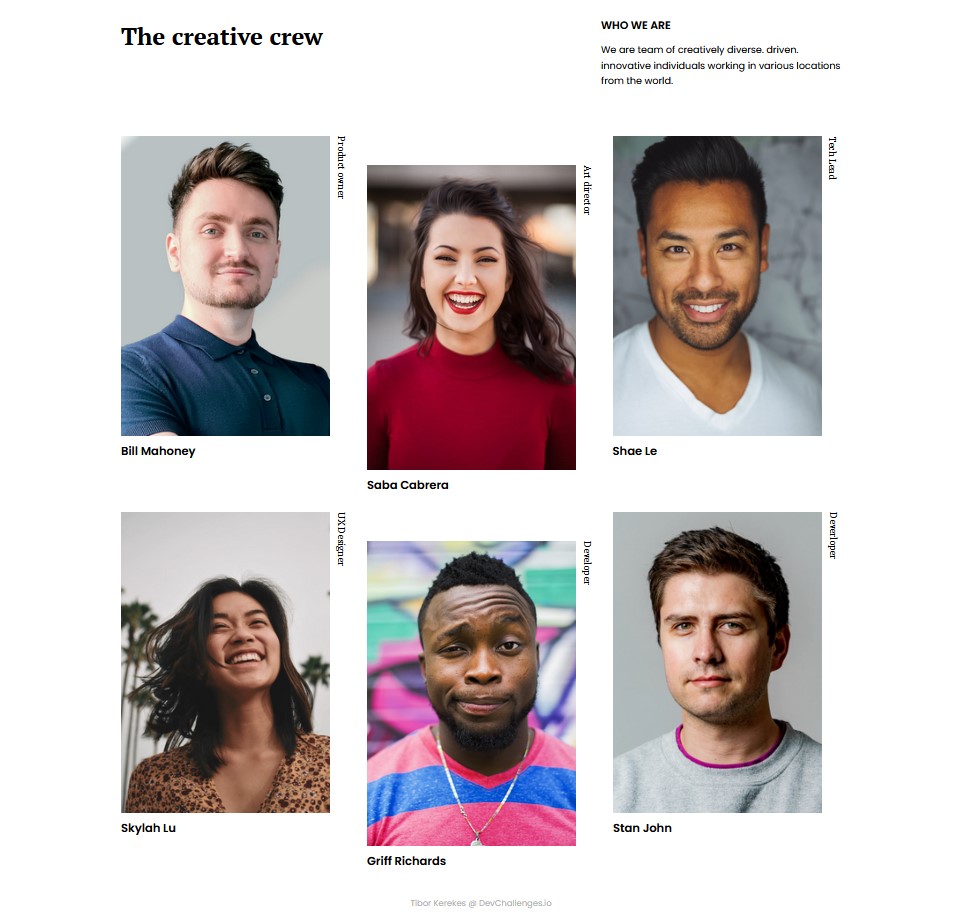 The creative crew
WHO WE ARE
We are team of creatively diverse. driven.
innovative individuals working in various locations
from the world.
Product owner
Bill Mahoney
Art director
Saba Cabrera
Tech Lead
Shae Le
UX Designer
Skylah Lu
Developer
Griff Richards
Deverloper
Stan John
Tibor Kerekes @ DevChallenges.io